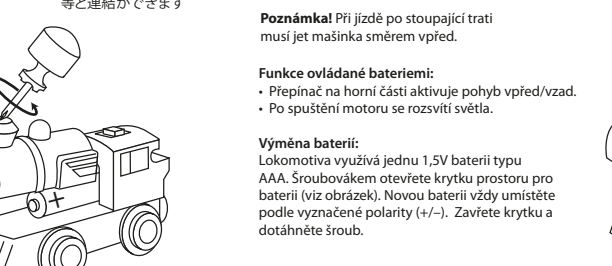 等と連結ができます
Poznámka! Při jízdě po stoupající trati
musí jet mašinka směrem vpřed.
Funkce ovládané bateriemi:
• Přepínač na horní části aktivuje pohyb vpřed/vzad.
• Po spuštění motoru se rozsvítí světla.
Výměna baterií:
Lokomotiva využívá jednu 1,5V baterii typu
AAA. Šroubovákem otevřete krytku prostoru pro
baterii (viz obrázek). Novou baterii vždy umístěte
podle vyznačené polarity (+/–). Zavřete krytku a
dotáhněte šroub.